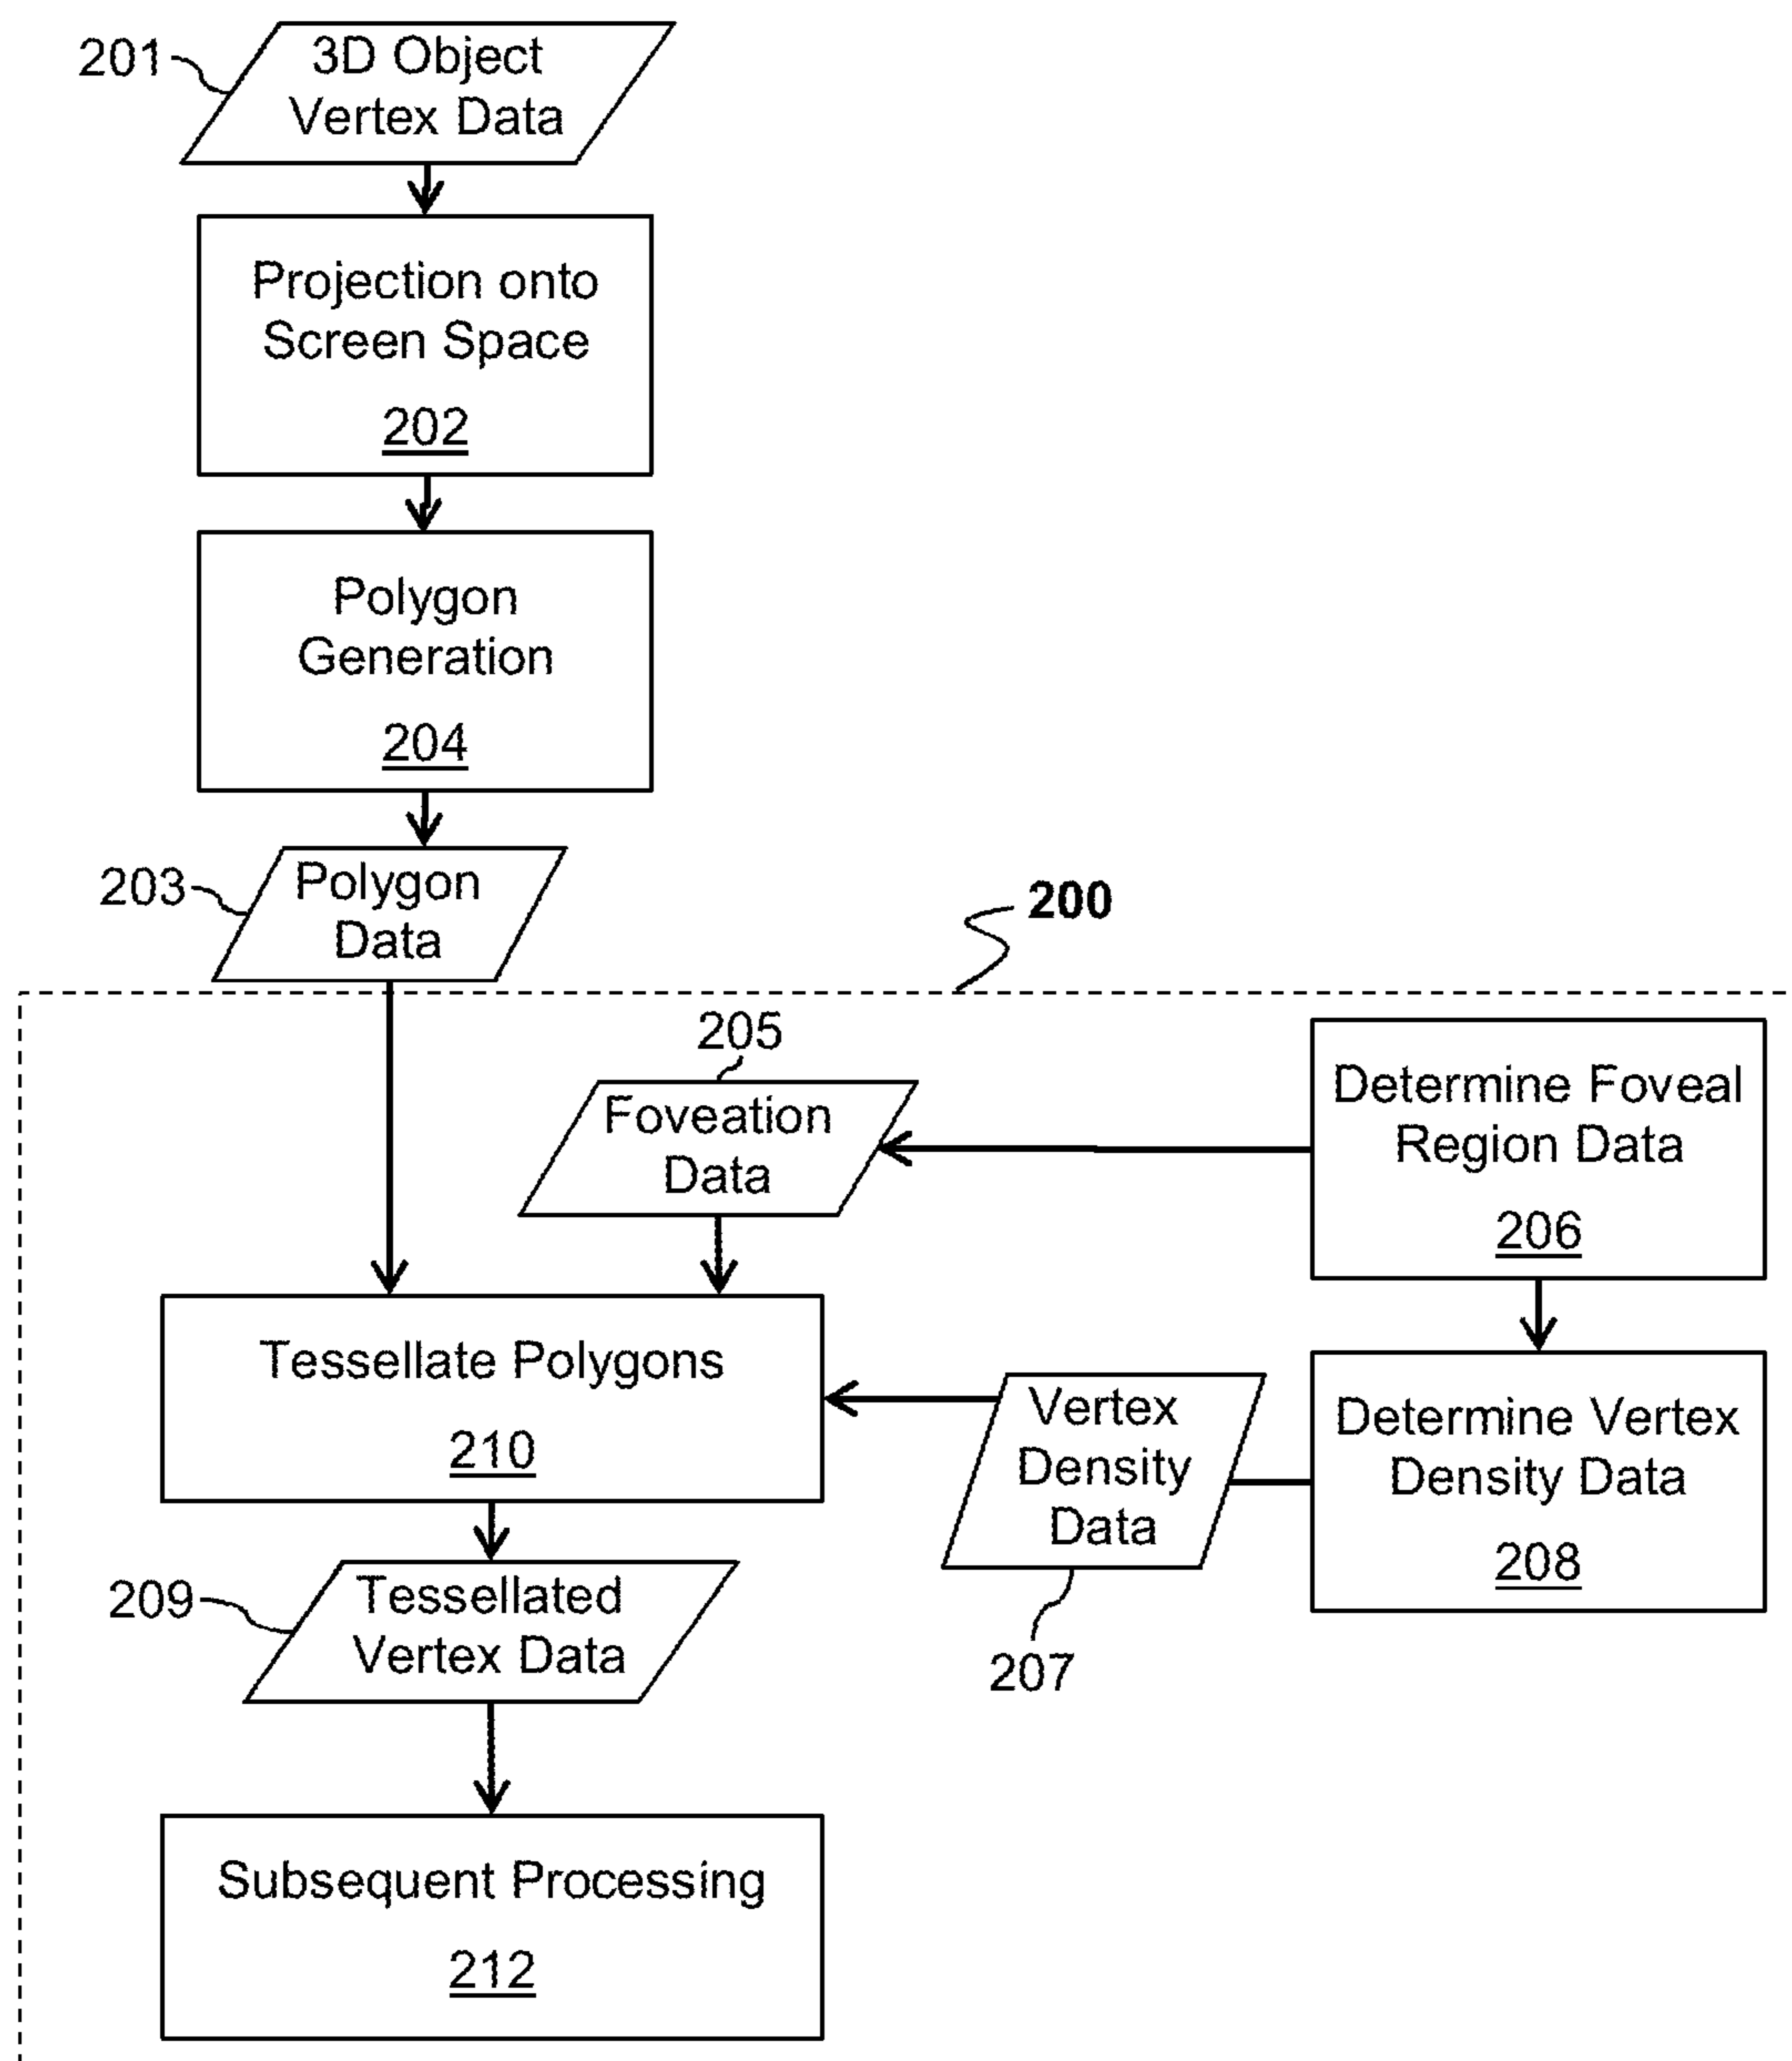 201
3D Object
Vertex Data
Projection onto
Screen Space
202
Polygon
Generation
204
203
Polygon
Data
200
205
Foveation
Data
Determine Foveal
Region Data
206
Tessellate Polygons
210
Vertex
Density
Data
207
Determine Vertex
Density Data
208
209
Tessellated
Vertex Data
Subsequent Processing
212